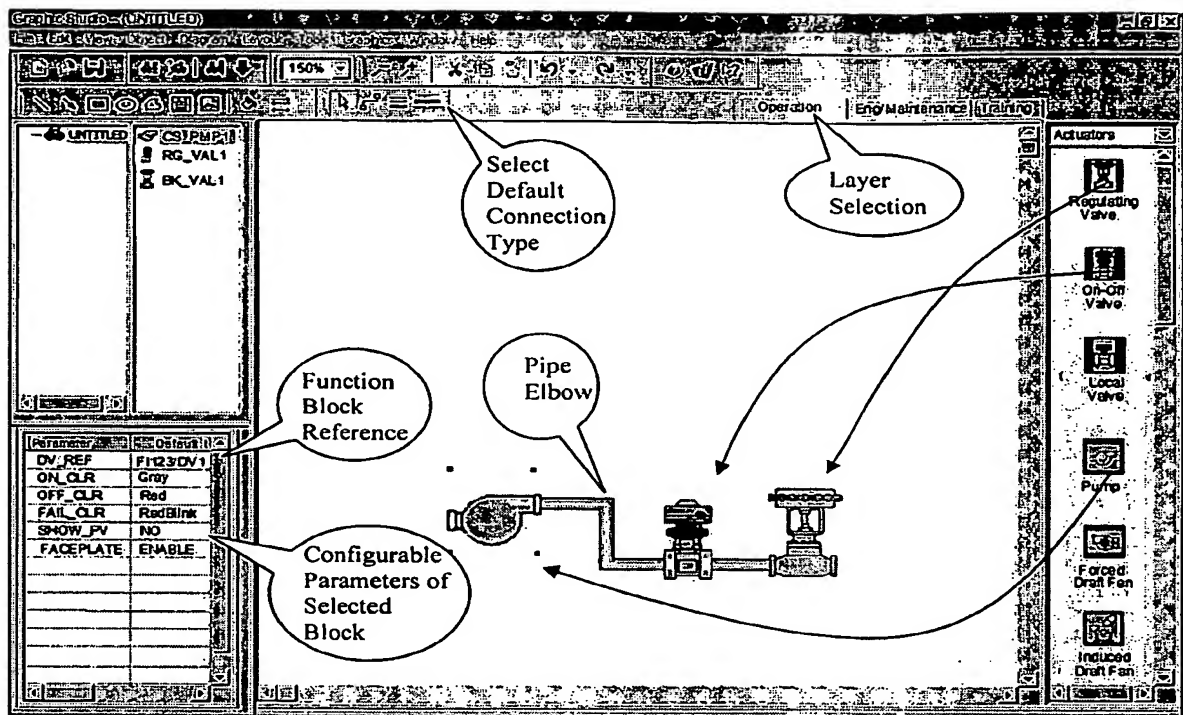 Graphic Studio - (UNTITLED)
Window Help
150%
Operation
Eng/Maintenance
Training
UNTITLED
RG_VAL1
BK_VAL1
Select
Default
Connection
Type
Layer
Selection
Actuators
Regulating
Valve
On-Off
Valve
Local
Valve
Pump
Forced
Draft Fan
Induced
Draft Fan
Function
Block
Reference
Pipe
Elbow
Parameter Default
DV_REF FI123/DV1
ON_CLR Gray
OFF_CLR Red
FAIL_CLR RedBlink
SHOW_PV NO
FACEPLATE ENABLE
Configurable
Parameters of
Selected
Block